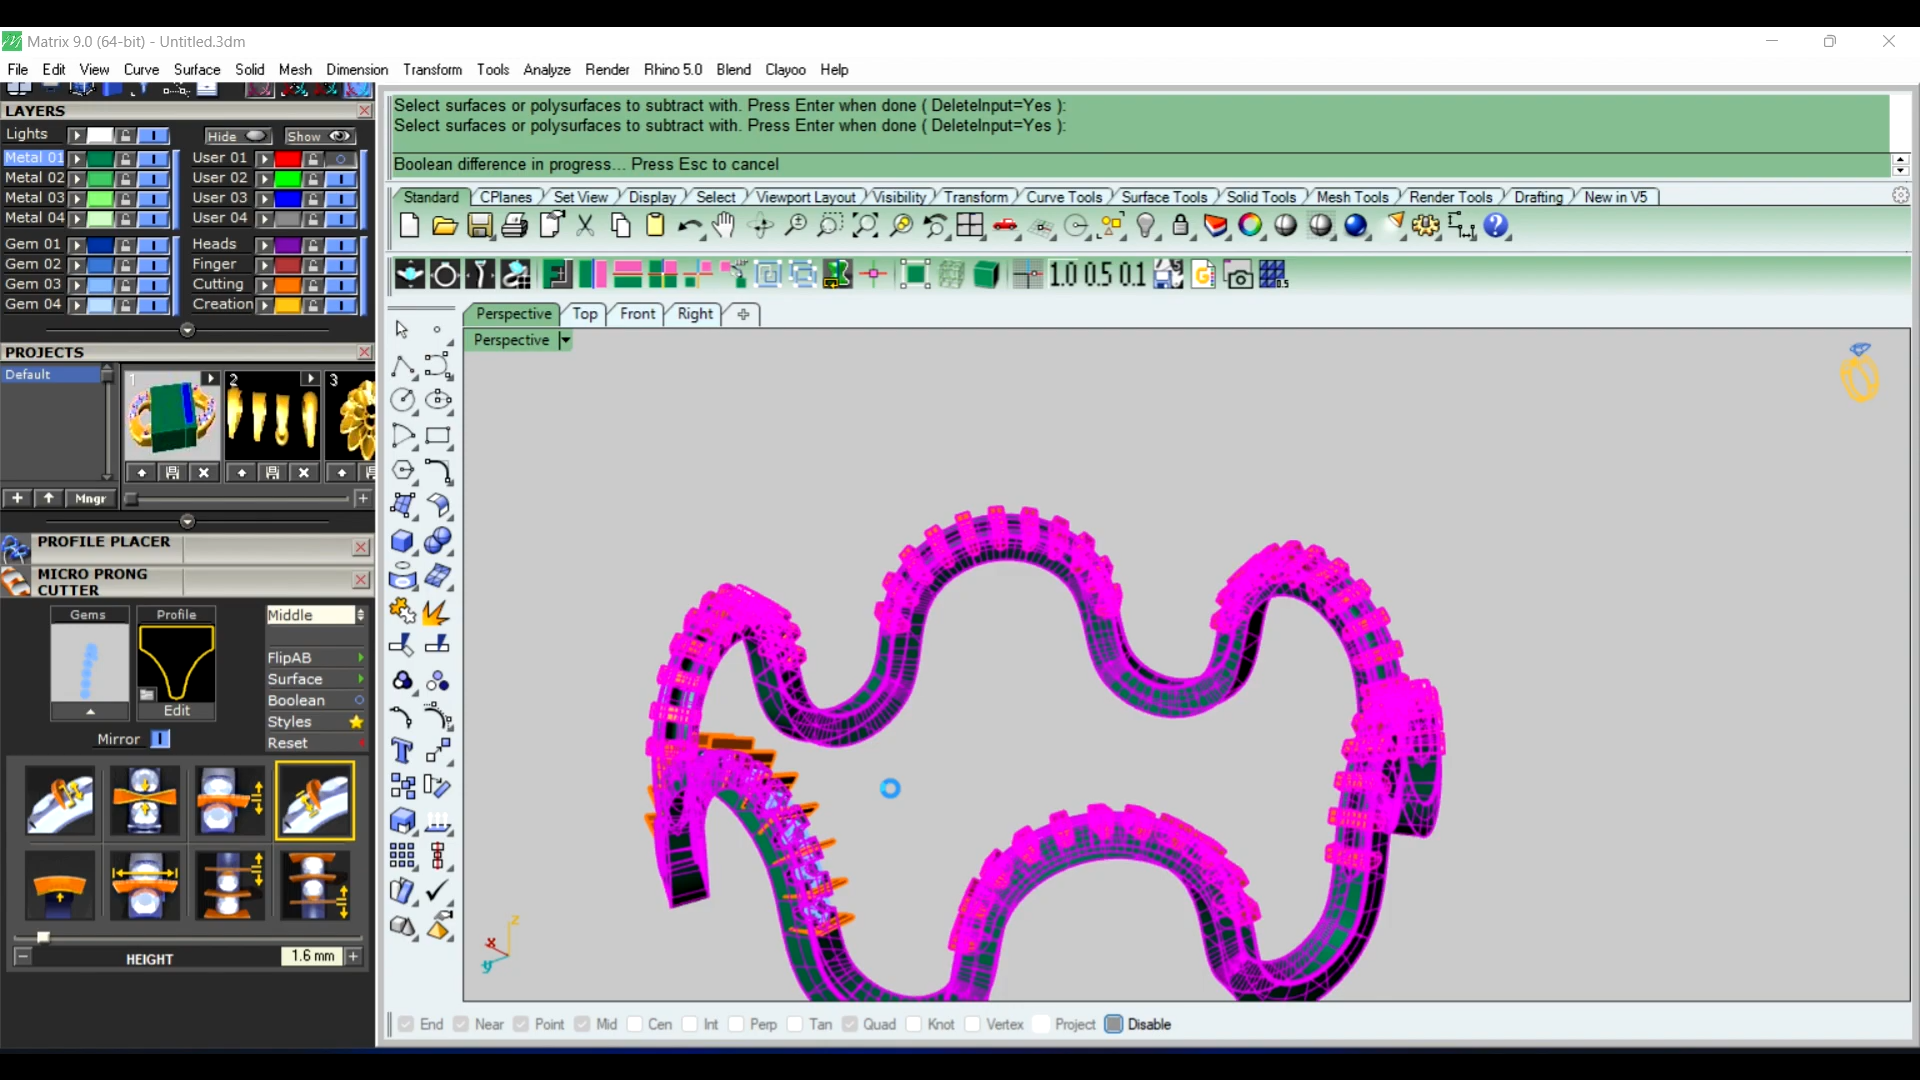 Matrix 9.0 (64-bit) - Untitled.3dm
File Edit View Curve Surface Solid Mesh Dimension Transform Tools Analyze Render Rhino 5.0 Blend Clayoo Help
LAYERS
Lights Hide Show
Metal 01 User 01
Metal 02 User 02
Metal 03 User 03
Metal 04 User 04
Gem 01 Heads
Gem 02 Finger
Gem 03 Cutting
Gem 04 Creation
PROJECTS
Default
1 2 3
+ Mngr +
PROFILE PLACER
MICRO PRONG
CUTTER
Gems Profile Middle
FlipAB
Surface
Boolean
Edit
Styles
Mirror
Reset
HEIGHT 1.6 mm
Select surfaces or polysurfaces to subtract with. Press Enter when done ( DeleteInput=Yes ):
Select surfaces or polysurfaces to subtract with. Press Enter when done ( DeleteInput=Yes ):
Boolean difference in progress... Press Esc to cancel
Standard CPlanes Set View Display Select Viewport Layout Visibility Transform Curve Tools Surface Tools Solid Tools Mesh Tools Render Tools Drafting New in V5
1.0 0.5 0.1
Perspective Top Front Right
Perspective
z
x
y
End Near Point Mid Cen Int Perp Tan Quad Knot Vertex Project Disable